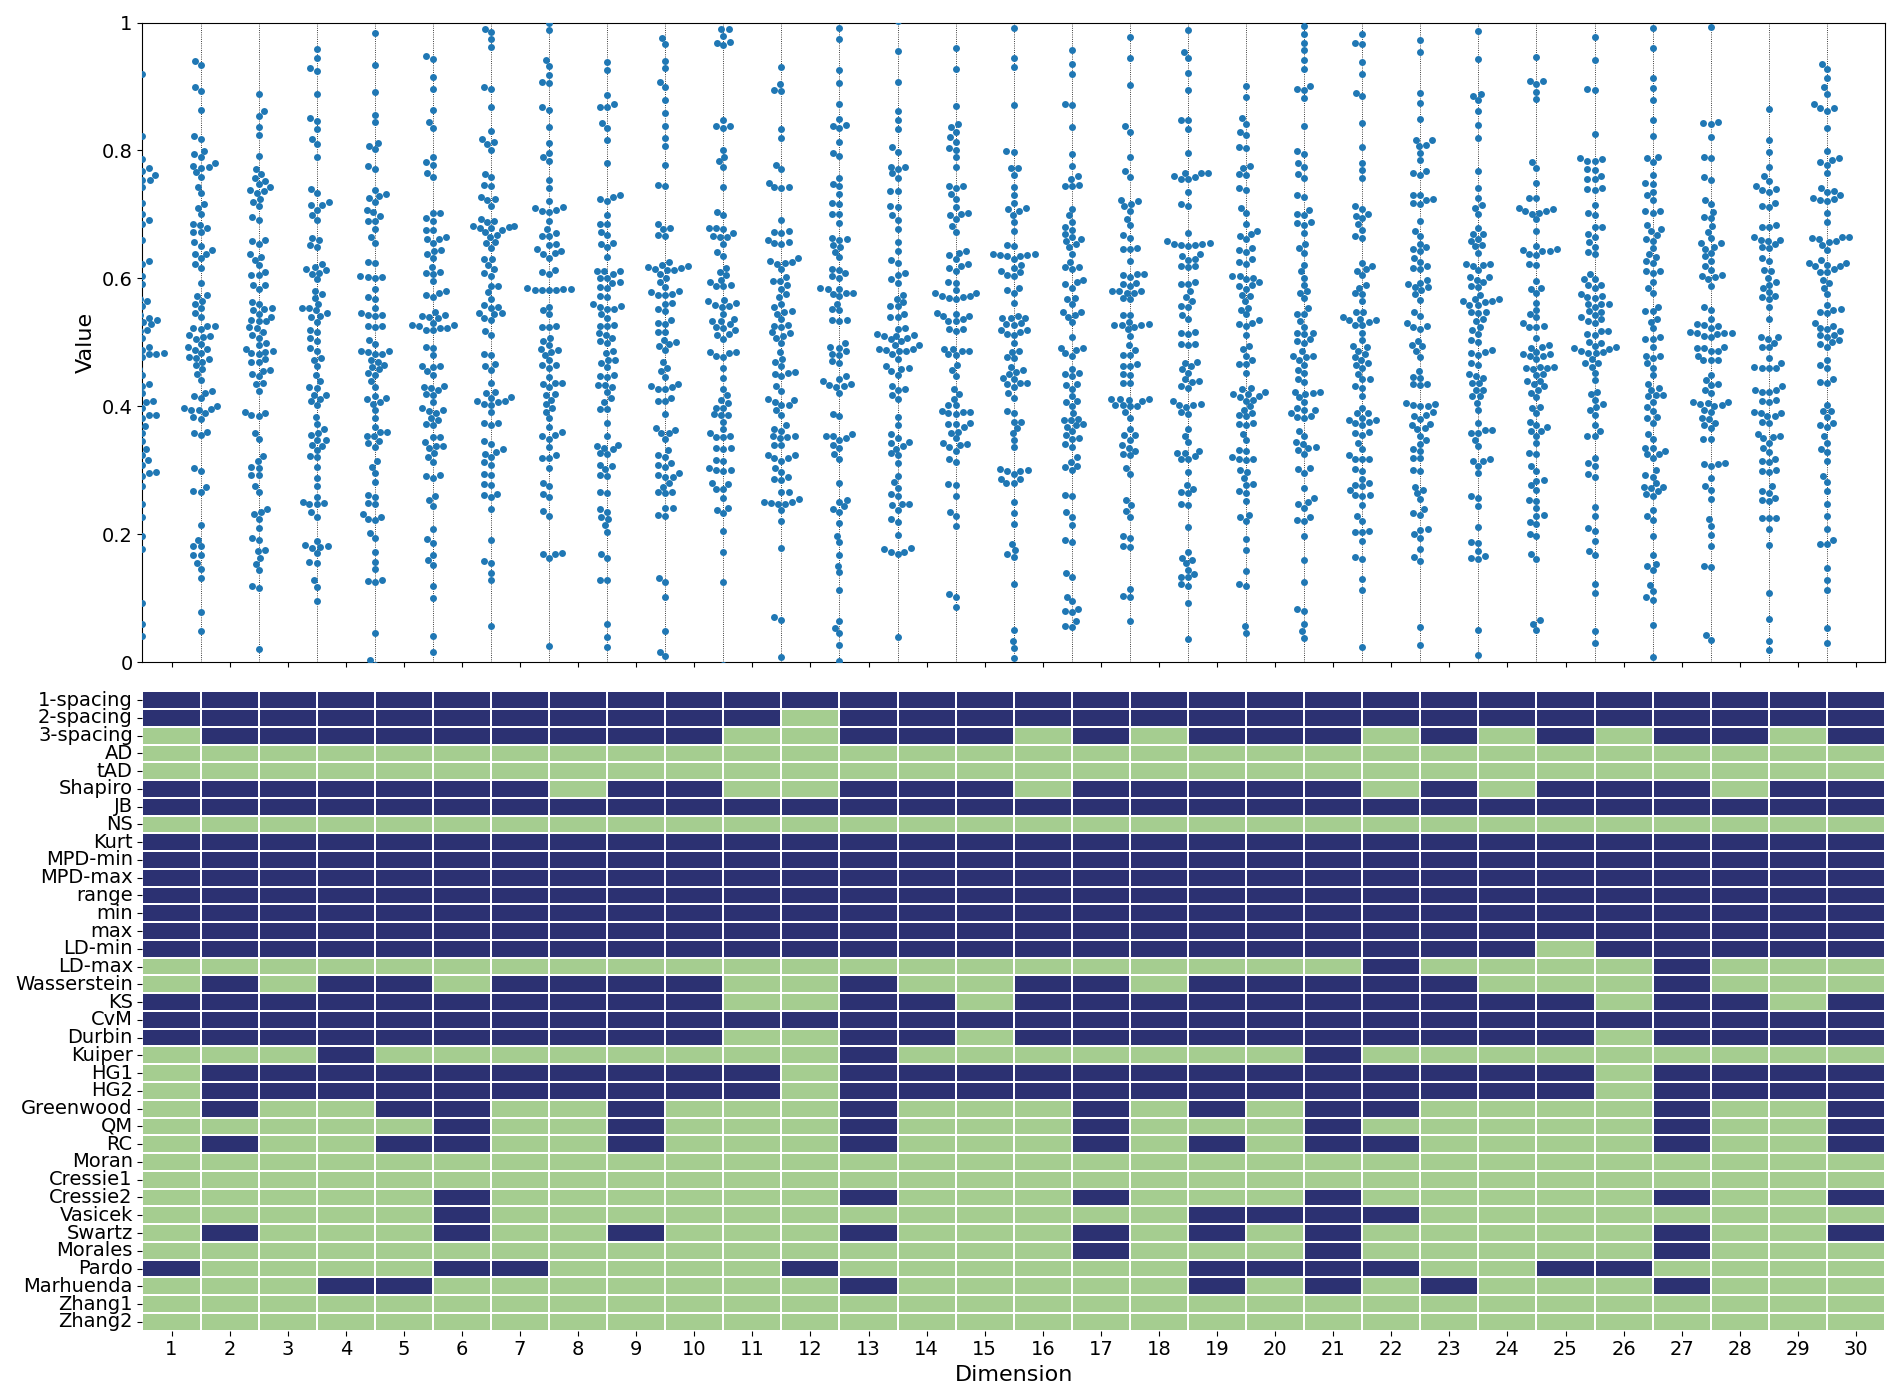 1
0.8
0.6
0.4
0.2
0
Value
1-spacing
2-spacing
3-spacing
AD
tAD
Shapiro
JB
NS
Kurt
MPD-min
MPD-max
range
min
max
LD-min
LD-max
Wasserstein
KS
CvM
Durbin
Kuiper
HG1
HG2
Greenwood
QM
RC
Moran
Cressie1
Cressie2
Vasicek
Swartz
Morales
Pardo
Marhuenda
Zhang1
Zhang2
1 2 3 4 5 6 7 8 9 10 11 12 13 14 15 16 17 18 19 20 21 22 23 24 25 26 27 28 29 30
Dimension